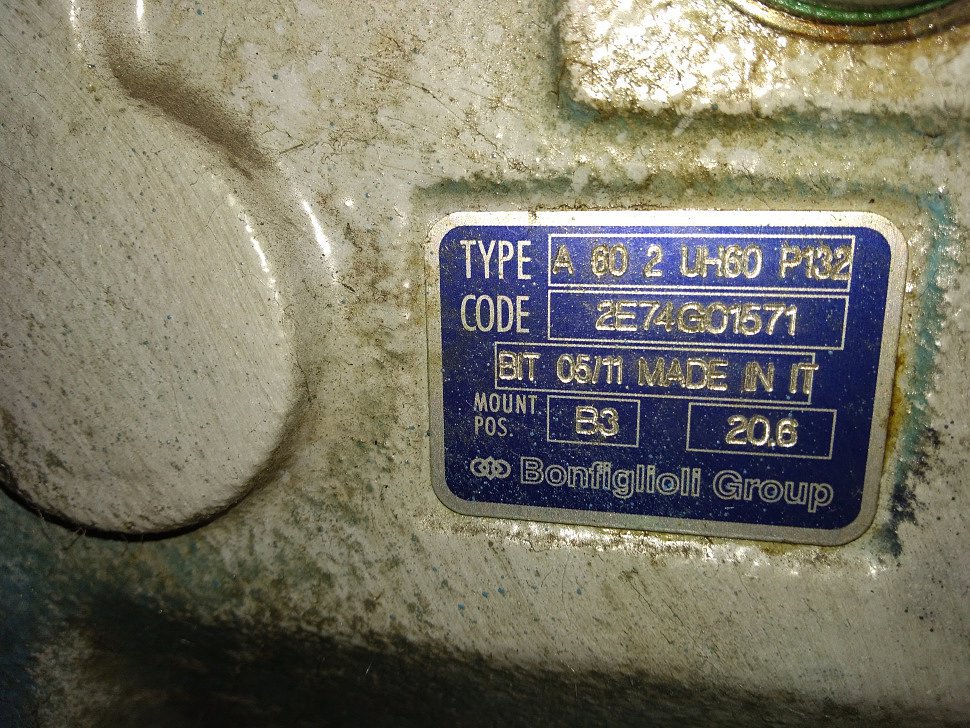 TYPE A 60 2 UH60 P132
CODE 2E74G01571
BIT 05/11 MADE IN IT
MOUNT. POS. B3 20.6
Bonfiglioli Group